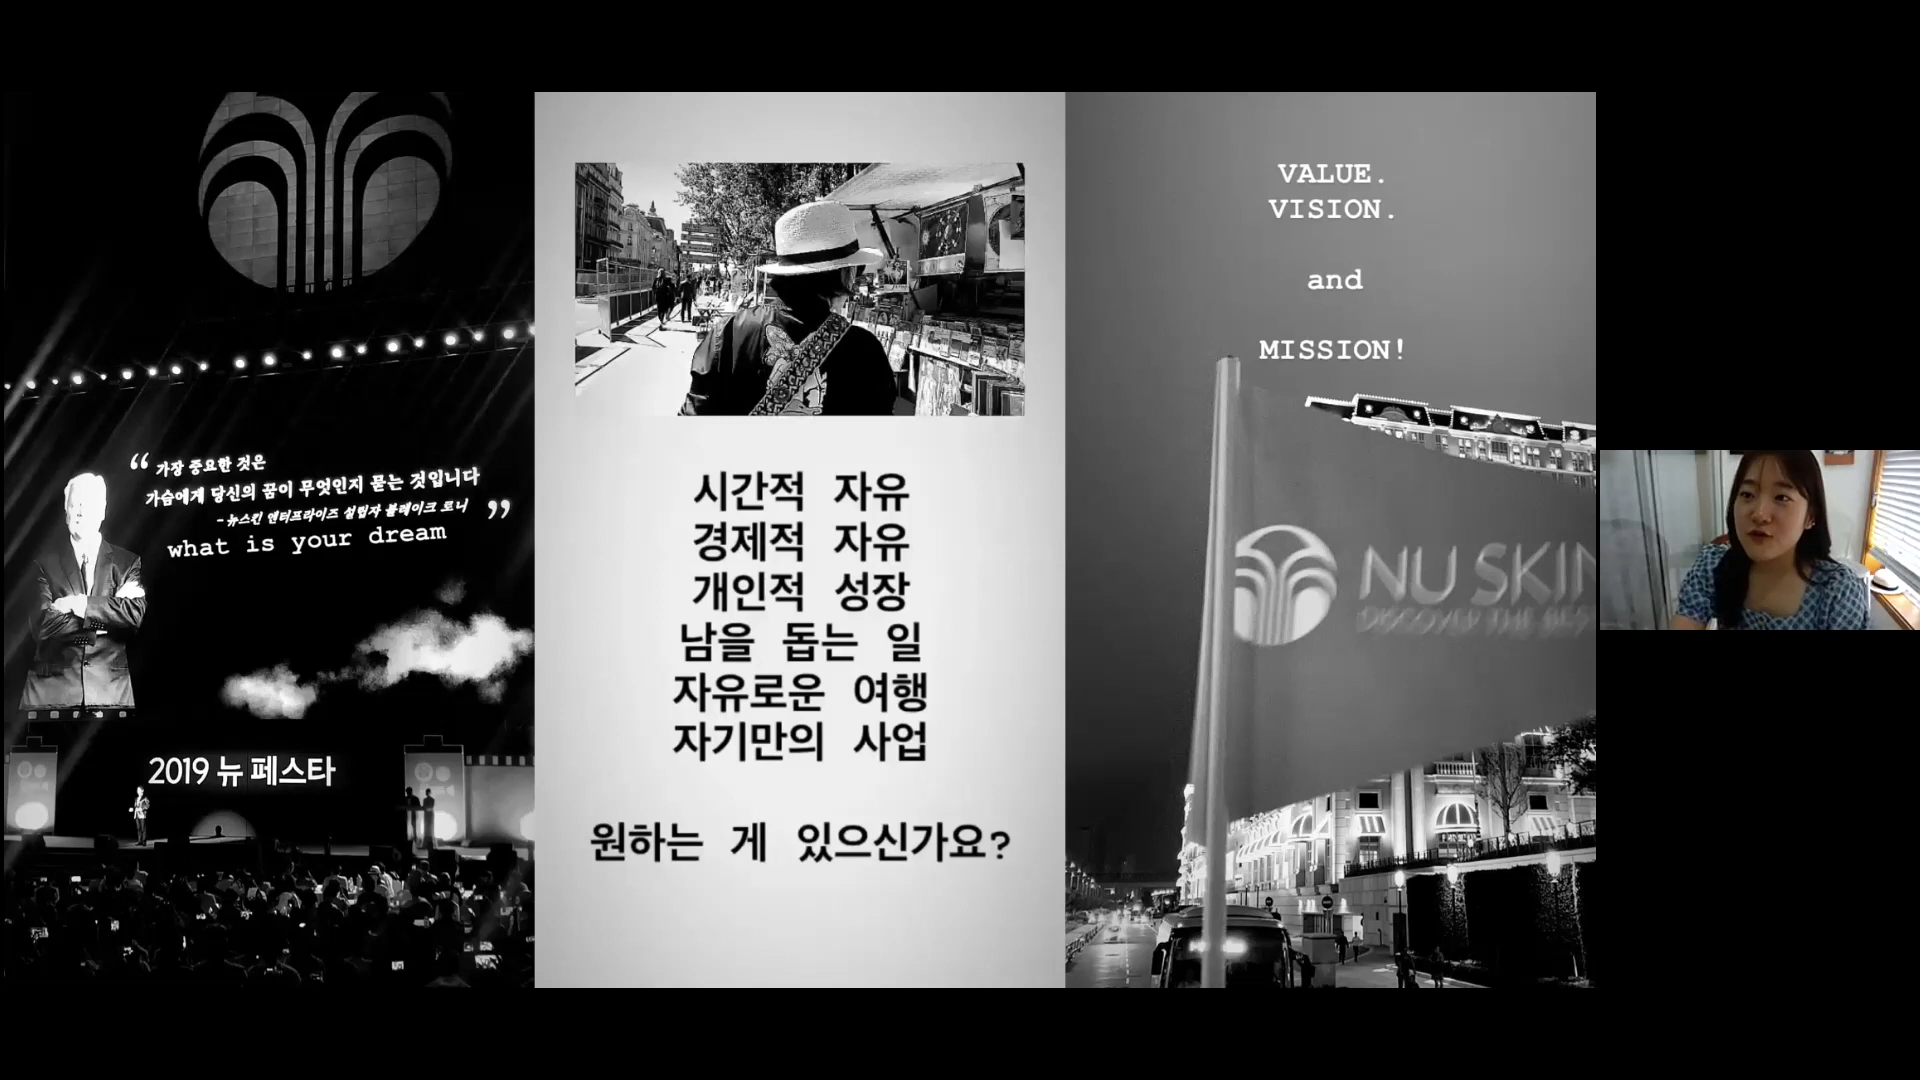 “ 가장 중요한 것은
가슴에게 당신의 꿈이 무엇인지 묻는 것입니다
- 뉴스킨 엔터프라이즈 설립자 블레이크 로니 ”
what is your dream
2019 뉴 페스타
시간적 자유
경제적 자유
개인적 성장
남을 돕는 일
자유로운 여행
자기만의 사업
원하는 게 있으신가요?
VALUE.
VISION.
and
MISSION!
NU SKIN
DISCOVER THE BEST